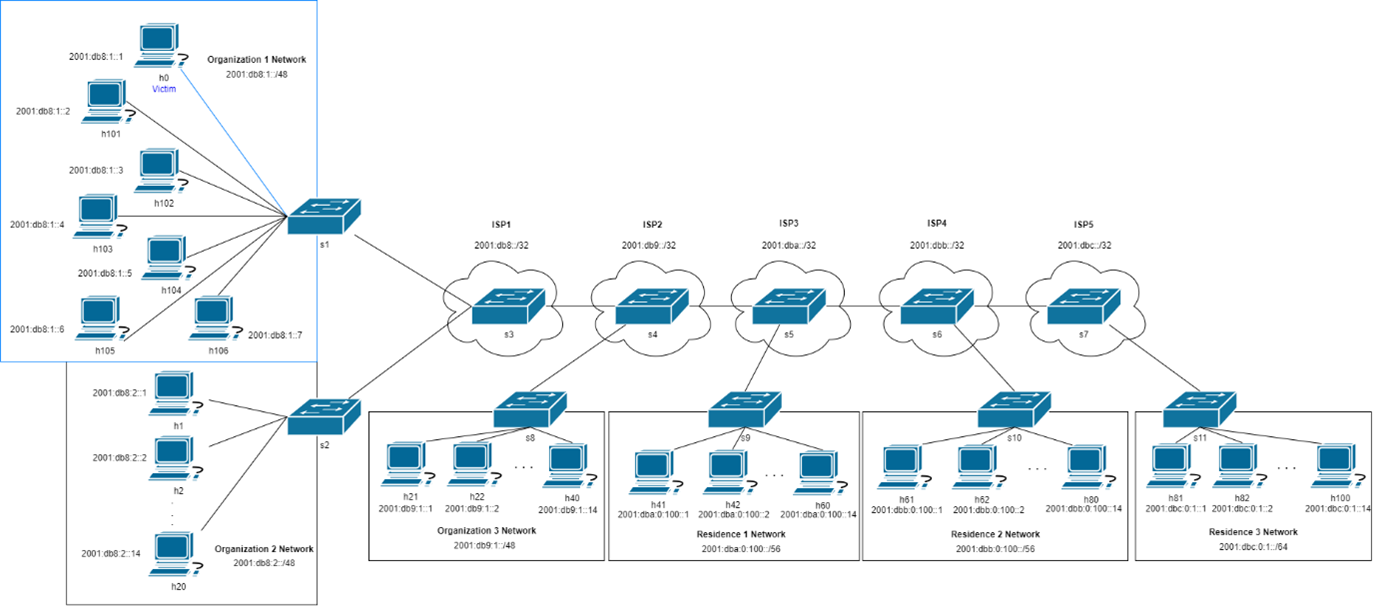 2001:db8:1::1
h0
Victim
Organization 1 Network
2001:db8:1::/48
2001:db8:1::2
h101
2001:db8:1::3
h102
2001:db8:1::4
h103
2001:db8:1::5
h104
2001:db8:1::6
h105
2001:db8:1::7
h106
s1
2001:db8:2::1
h1
2001:db8:2::2
h2
2001:db8:2::14
h20
Organization 2 Network
2001:db8:2::/48
s2
ISP1
2001:db8::/32
s3
ISP2
2001:db9::/32
s4
ISP3
2001:dba::/32
s5
ISP4
2001:dbb::/32
s6
ISP5
2001:dbc::/32
s7
s8
h21
2001:db9:1::1
h22
2001:db9:1::2
. . .
h40
2001:db9:1::14
Organization 3 Network
2001:db9:1::/48
s9
h41
2001:dba:0:100::1
h42
2001:dba:0:100::2
. . .
h60
2001:dba:0:100::14
Residence 1 Network
2001:dba:0:100::/56
s10
h61
2001:dbb:0:100::1
h62
2001:dbb:0:100::2
. . .
h80
2001:dbb:0:100::14
Residence 2 Network
2001:dbb:0:100::/56
s11
h81
2001:dbc:0:1::1
h82
2001:dbc:0:1::2
. . .
h100
2001:dbc:0:1::14
Residence 3 Network
2001:dbc:0:1::/64